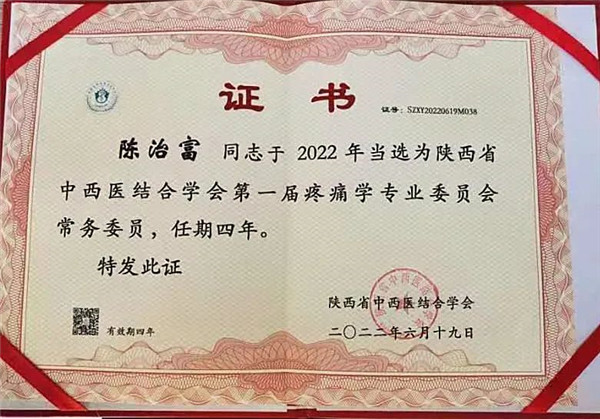 证书
证号：SZXY20220619M038
陈治富 同志于 2022 年当选为陕西省
中西医结合学会第一届疼痛学专业委员会
常务委员，任期四年。
特发此证
陕西省中西医结合学会
二〇二二年六月十九日
有效期四年